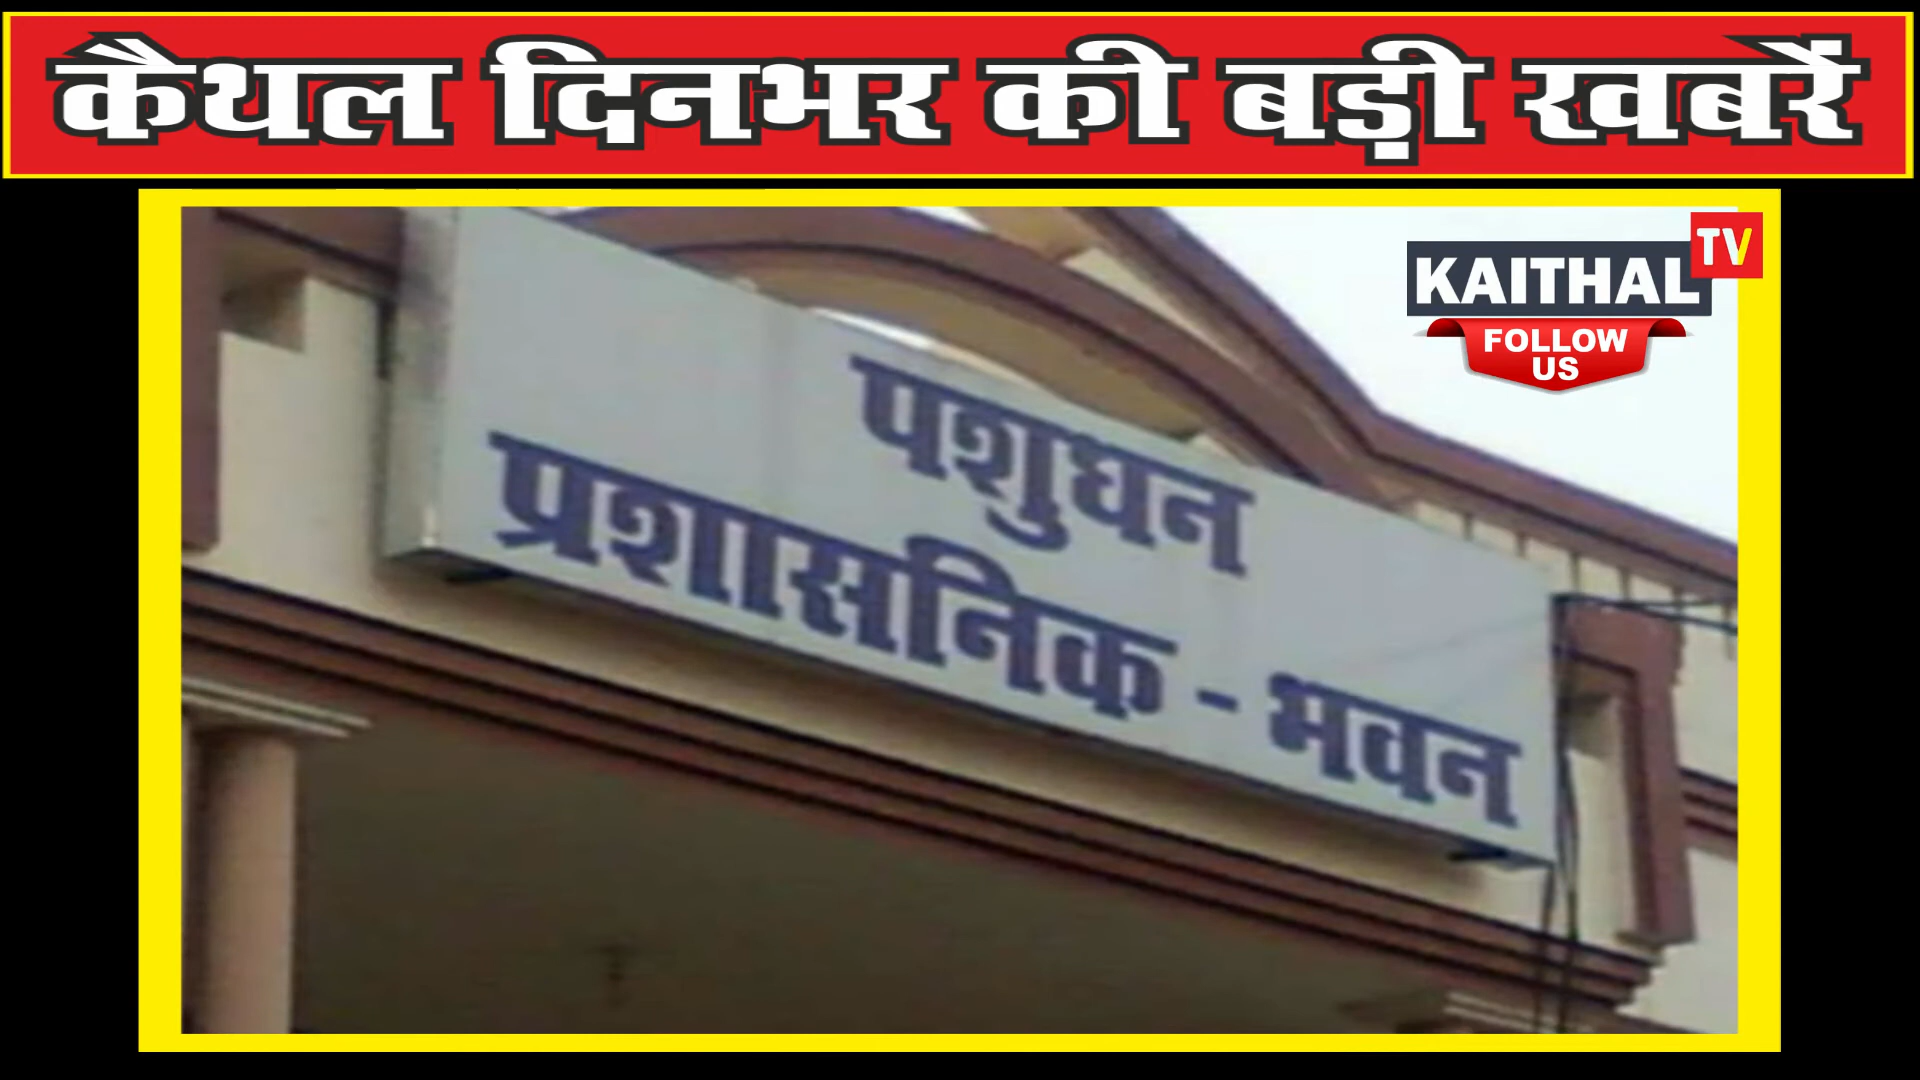 कैथल दिनभर की बड़ी खबरें
KAITHAL TV
FOLLOW
US
पशुधन
प्रशासनिक - भवन